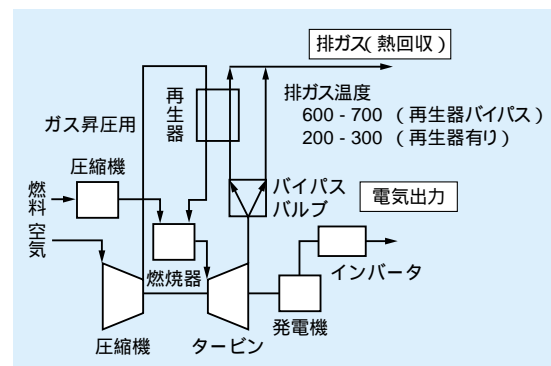 排ガス(熱回収)
排ガス温度
600 - 700 (再生器バイパス)
200 - 300 (再生器有り)
再生器
ガス昇圧用
圧縮機
燃料
空気
バイパス
バルブ
電気出力
燃焼器
インバータ
発電機
圧縮機
タービン